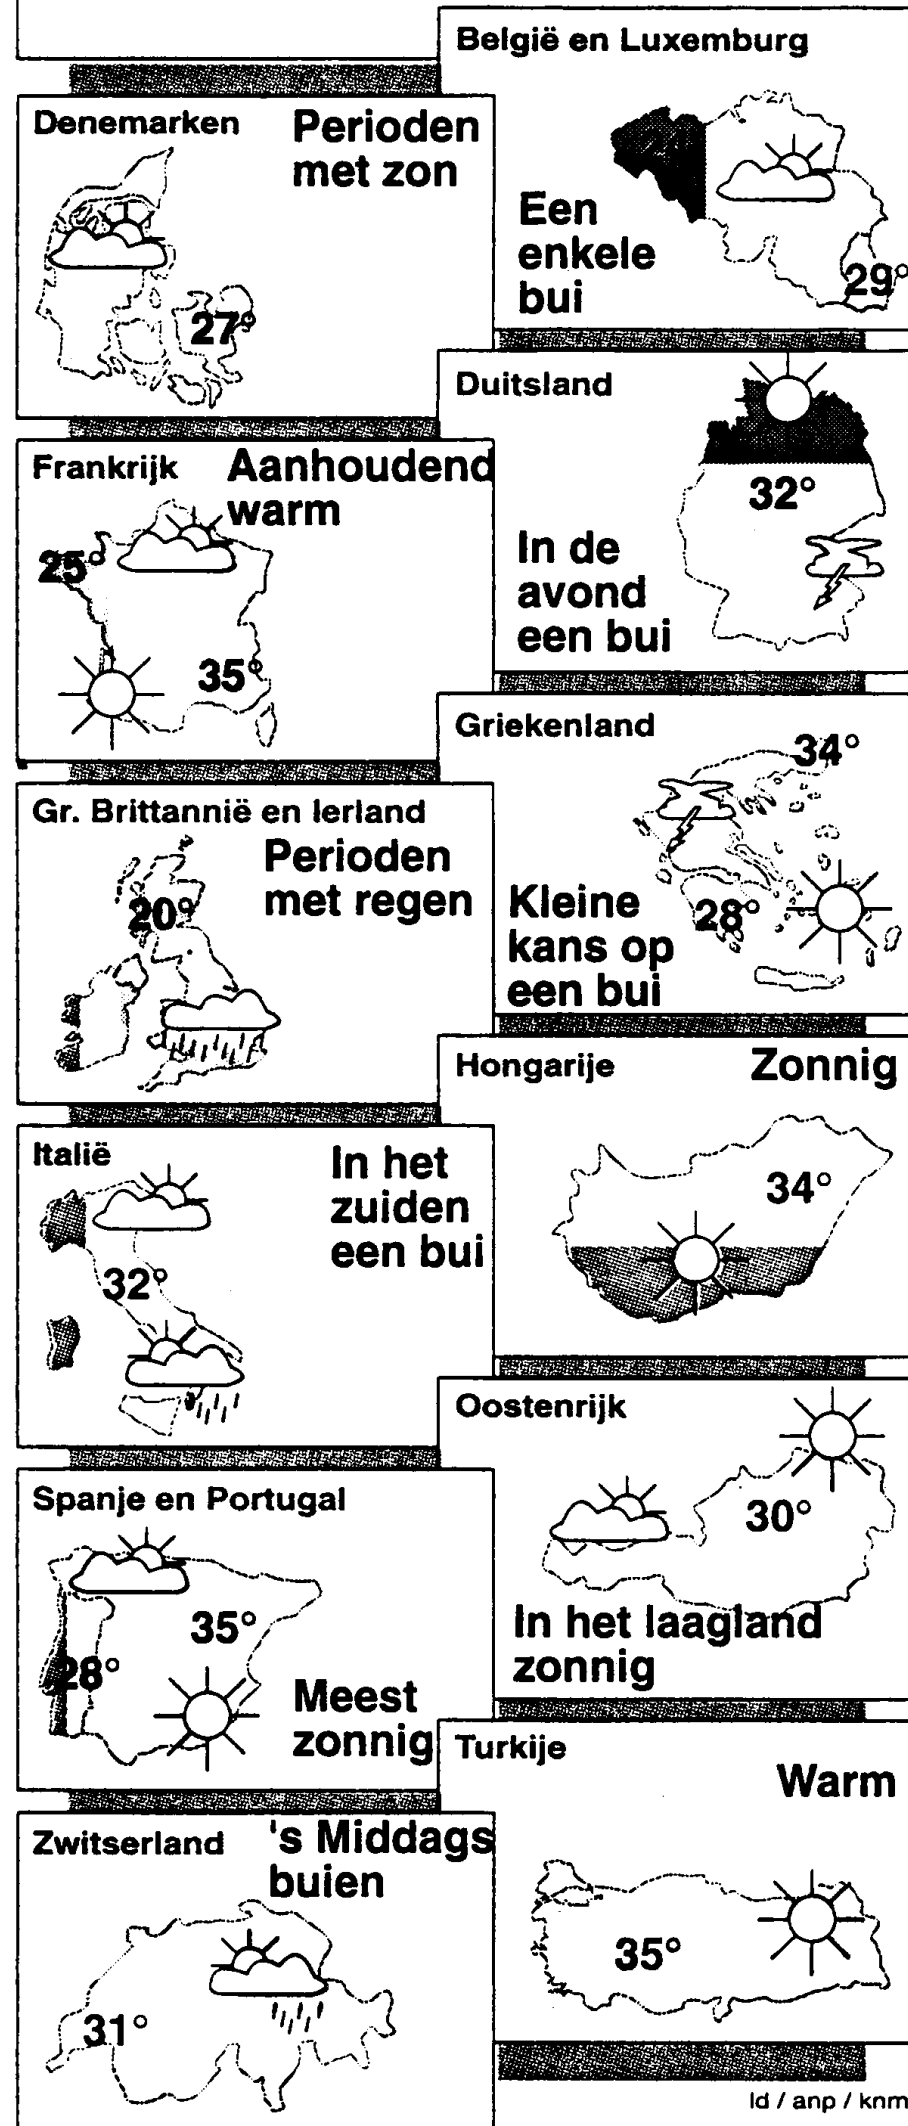 België en Luxemburg
Een
enkele
bui
29°
Denemarken
Perioden
met zon
27°
Duitsland
32°
In de
avond
een bui
Frankrijk
Aanhoudend
warm
25°
35°
Griekenland
34°
28°
Kleine
kans op
een bui
Gr. Brittannië en Ierland
Perioden
met regen
20°
Hongarije
Zonnig
34°
Italië
In het
zuiden
een bui
32°
Oostenrijk
30°
In het laagland
zonnig
Spanje en Portugal
35°
28°
Meest
zonnig
Turkije
Warm
35°
Zwitserland
's Middags
buien
31°
ld / anp / knm